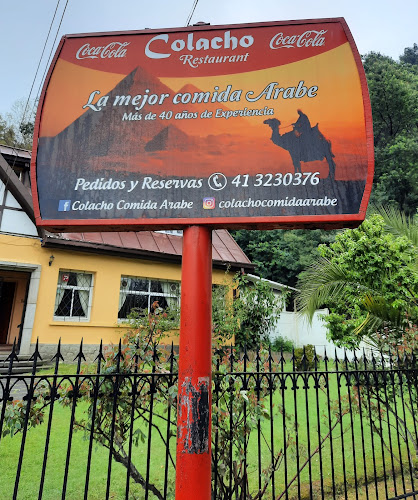 Coca-Cola
Colacho
Coca-Cola
Restaurant
La mejor comida Arabe
Más de 40 años de Experiencia
Pedidos y Reservas 41 3230376
Colacho Comida Arabe colachocomidaarabe